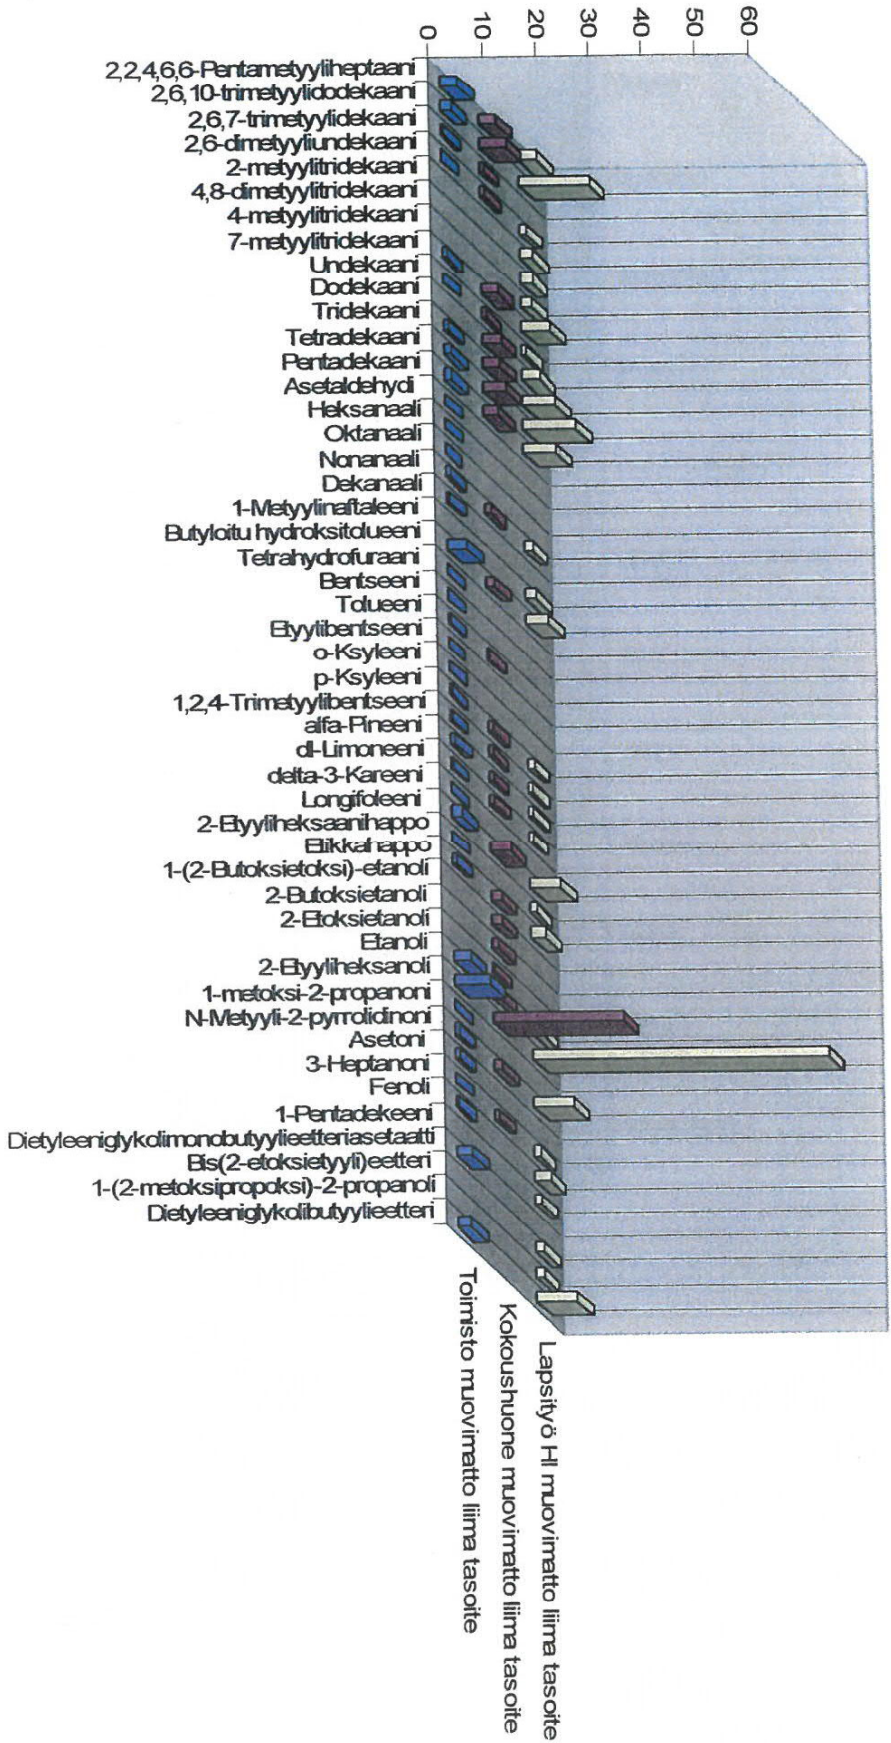 60
50
40
30
20
10
0
2,2,4,6,6-Pentametyyliheptaani
2,6,10-trimetyylidodekaani
2,6,7-trimetyylidekaani
2,6-dimetyyliundekaani
2-metyylitridekaani
4,8-dimetyylitridekaani
4-metyylitridekaani
7-metyylitridekaani
Undekaani
Dodekaani
Tridekaani
Tetradekaani
Pentadekaani
Asetaldehydi
Heksanaali
Oktanaali
Nonanaali
Dekanaali
1-Metyylinaftaleeni
Butyloitu hydroksitolueeni
Tetrahydrofuraani
Bentseeni
Tolueeni
Etyylibentseeni
o-Ksyleeni
p-Ksyleeni
1,2,4-Trimetyylibentseeni
alfa-Pineeni
dl-Limoneeni
delta-3-Kareeni
Longifoleeni
2-Etyyliheksaanihappo
Etikkahappo
1-(2-Butoksietoksi)-etanoli
2-Butoksietanoli
2-Etoksietanoli
Etanoli
2-Etyyliheksanoli
1-metoksi-2-propanoni
N-Metyyli-2-pyrrolidinoni
Asetoni
3-Heptanoni
Fenoli
1-Pentadekeeni
Dietyleeniglykolimonobutyylieetteriasetaatti
Bis(2-etoksietyyli)eetteri
1-(2-metoksipropoksi)-2-propanoli
Dietyleeniglykolibutyylieetteri
Lapsityö HI muovimatto liima tasoite
Kokoushuone muovimatto liima tasoite
Toimisto muovimatto liima tasoite